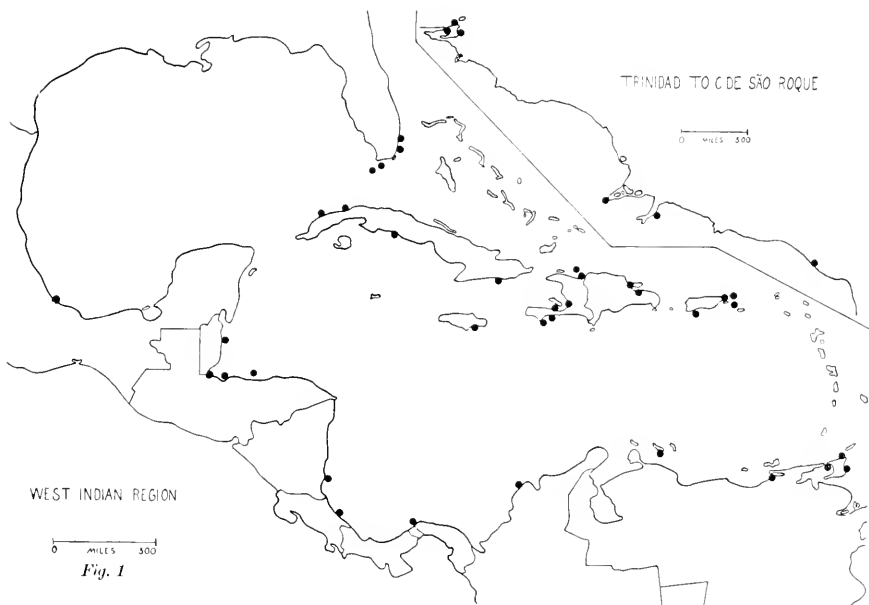 TRINIDAD TO C DE SÃO ROQUE
0 MILES 300
WEST INDIAN REGION
0 MILES 300
Fig. 1